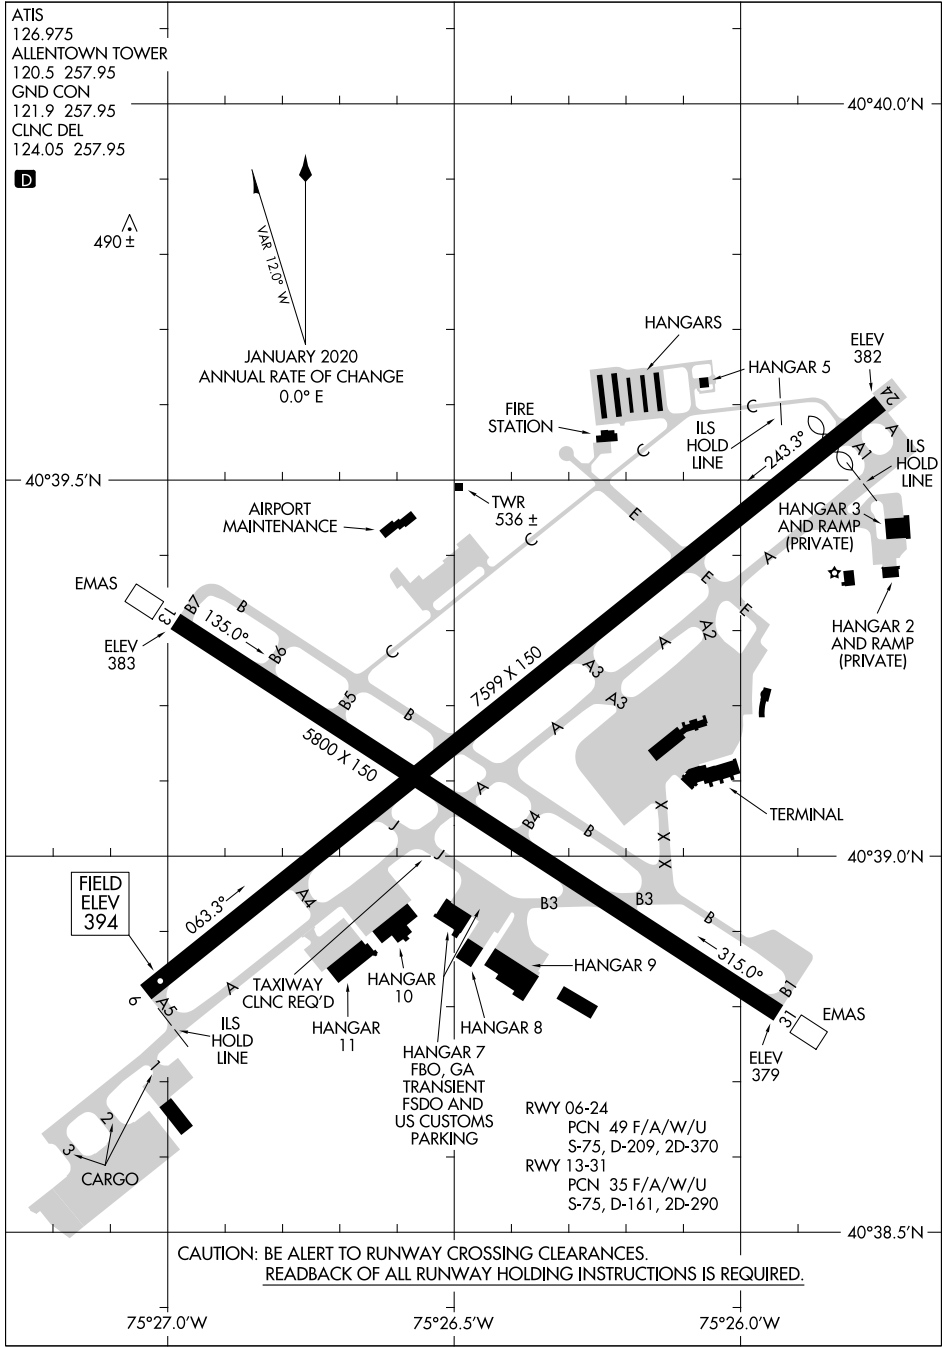 ATIS
126.975
ALLENTOWN TOWER
120.5 257.95
GND CON
121.9 257.95
CLNC DEL
124.05 257.95
D
40°40.0'N
490 ±
VAR 12.0° W
JANUARY 2020
ANNUAL RATE OF CHANGE
0.0° E
HANGARS
HANGAR 5
ELEV
382
24
FIRE
STATION
C
C
ILS
HOLD
LINE
243.3°
A
A1
ILS
HOLD
LINE
40°39.5'N
AIRPORT
MAINTENANCE
TWR
536 ±
E
C
HANGAR 3
AND RAMP
(PRIVATE)
A
E
E
EMAS
13
B7
B
135.0°
B6
ELEV
383
C
A2
A
HANGAR 2
AND RAMP
(PRIVATE)
7599 X 150
A3
A3
B5
B
A
5800 X 150
A
TERMINAL
X
X
X
J
B4
B
J
40°39.0'N
FIELD
ELEV
394
063.3°
A4
B3
B3
B
315.0°
A
TAXIWAY
CLNC REQ'D
HANGAR
10
HANGAR 9
B1
6
A5
ILS
HOLD
LINE
HANGAR
11
HANGAR 8
31
EMAS
ELEV
379
HANGAR 7
FBO, GA
TRANSIENT
FSDO AND
US CUSTOMS
PARKING
1
2
3
CARGO
RWY 06-24
PCN 49 F/A/W/U
S-75, D-209, 2D-370
RWY 13-31
PCN 35 F/A/W/U
S-75, D-161, 2D-290
40°38.5'N
CAUTION: BE ALERT TO RUNWAY CROSSING CLEARANCES.
READBACK OF ALL RUNWAY HOLDING INSTRUCTIONS IS REQUIRED.
75°27.0'W
75°26.5'W
75°26.0'W